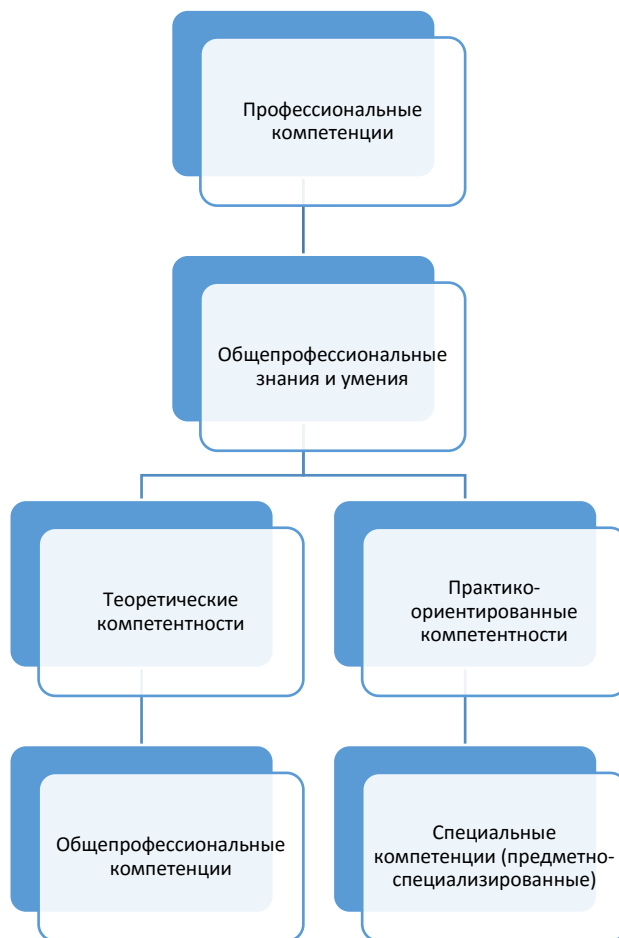 Профессиональные
компетенции
Общепрофессиональные
знания и умения
Теоретические
компетентности
Практико-
ориентированные
компетентности
Общепрофессиональные
компетенции
Специальные
компетенции (предметно-
специализированные)